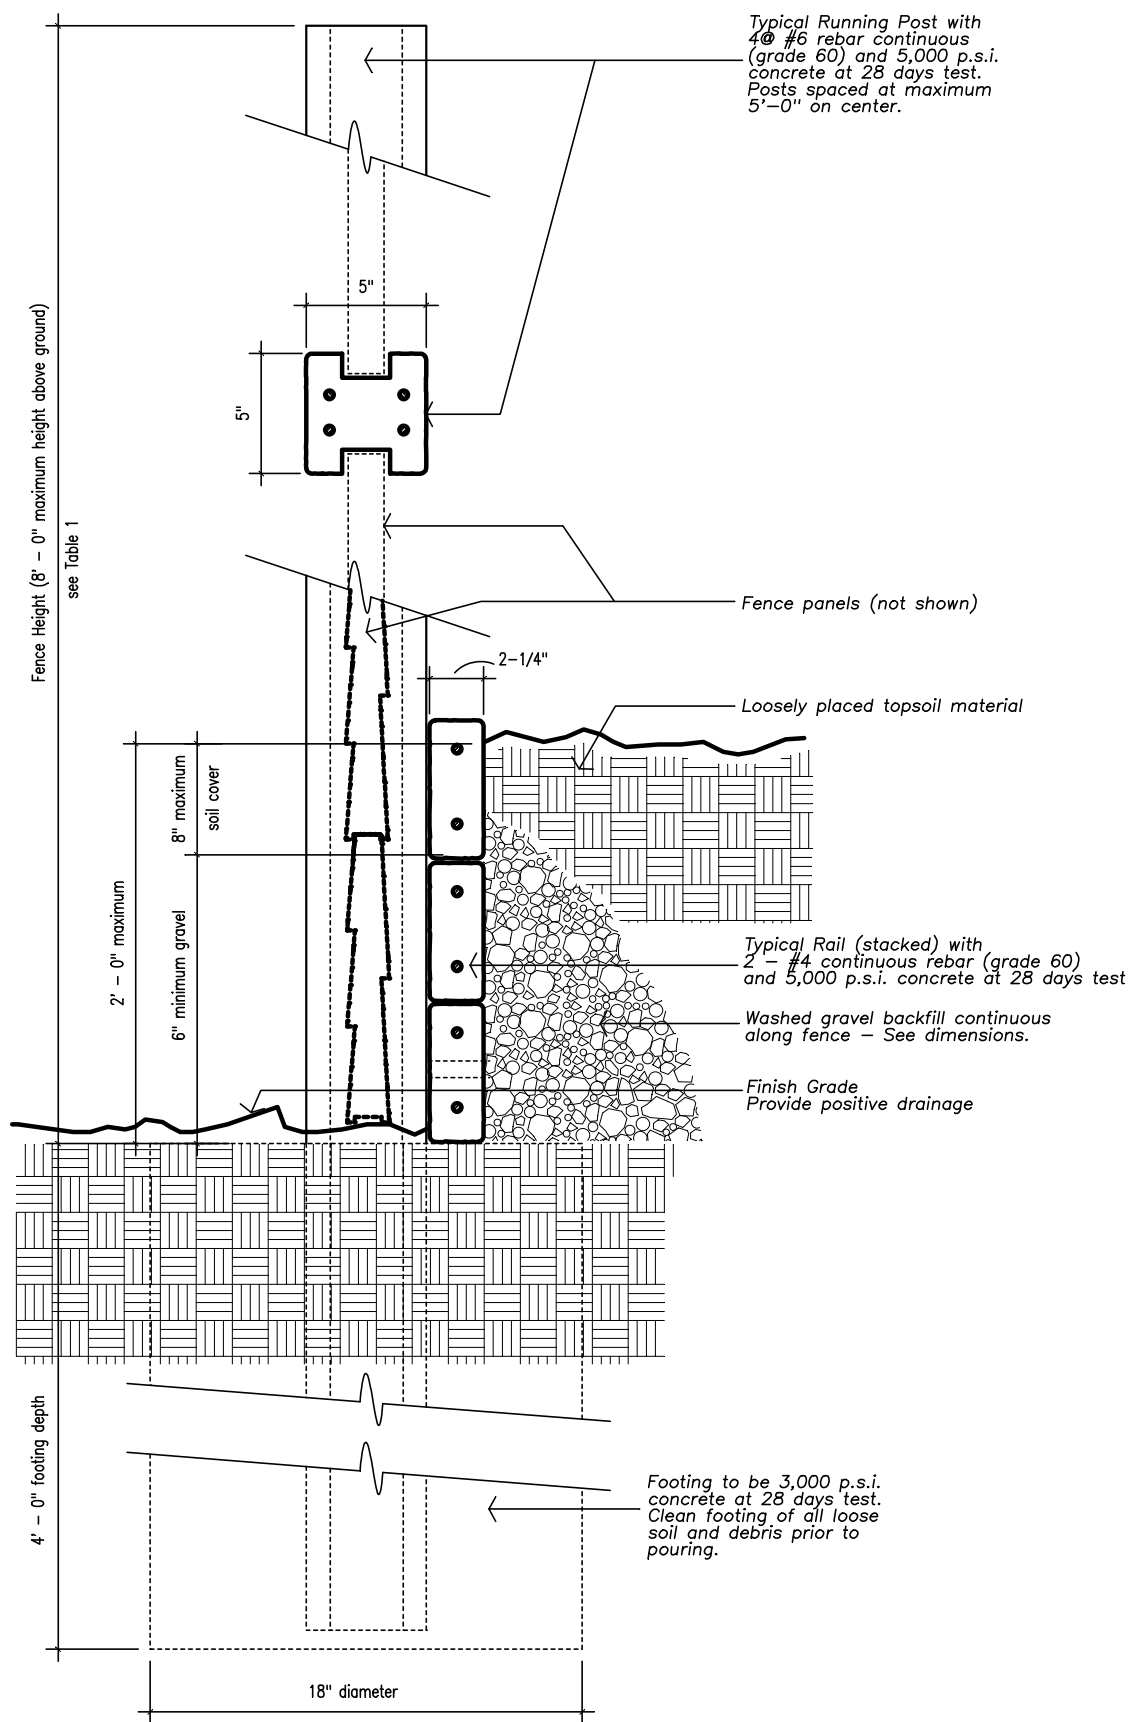 Typical Running Post with
4@ #6 rebar continuous
(grade 60) and 5,000 p.s.i.
concrete at 28 days test.
Posts spaced at maximum
5'-0" on center.
5"
5"
Fence Height (8' - 0" maximum height above ground)
see Table 1
Fence panels (not shown)
2-1/4"
Loosely placed topsoil material
8" maximum
soil cover
2' - 0" maximum
6" minimum gravel
Typical Rail (stacked) with
2 - #4 continuous rebar (grade 60)
and 5,000 p.s.i. concrete at 28 days test
Washed gravel backfill continuous
along fence - See dimensions.
Finish Grade
Provide positive drainage
4' - 0" footing depth
Footing to be 3,000 p.s.i.
concrete at 28 days test.
Clean footing of all loose
soil and debris prior to
pouring.
18" diameter